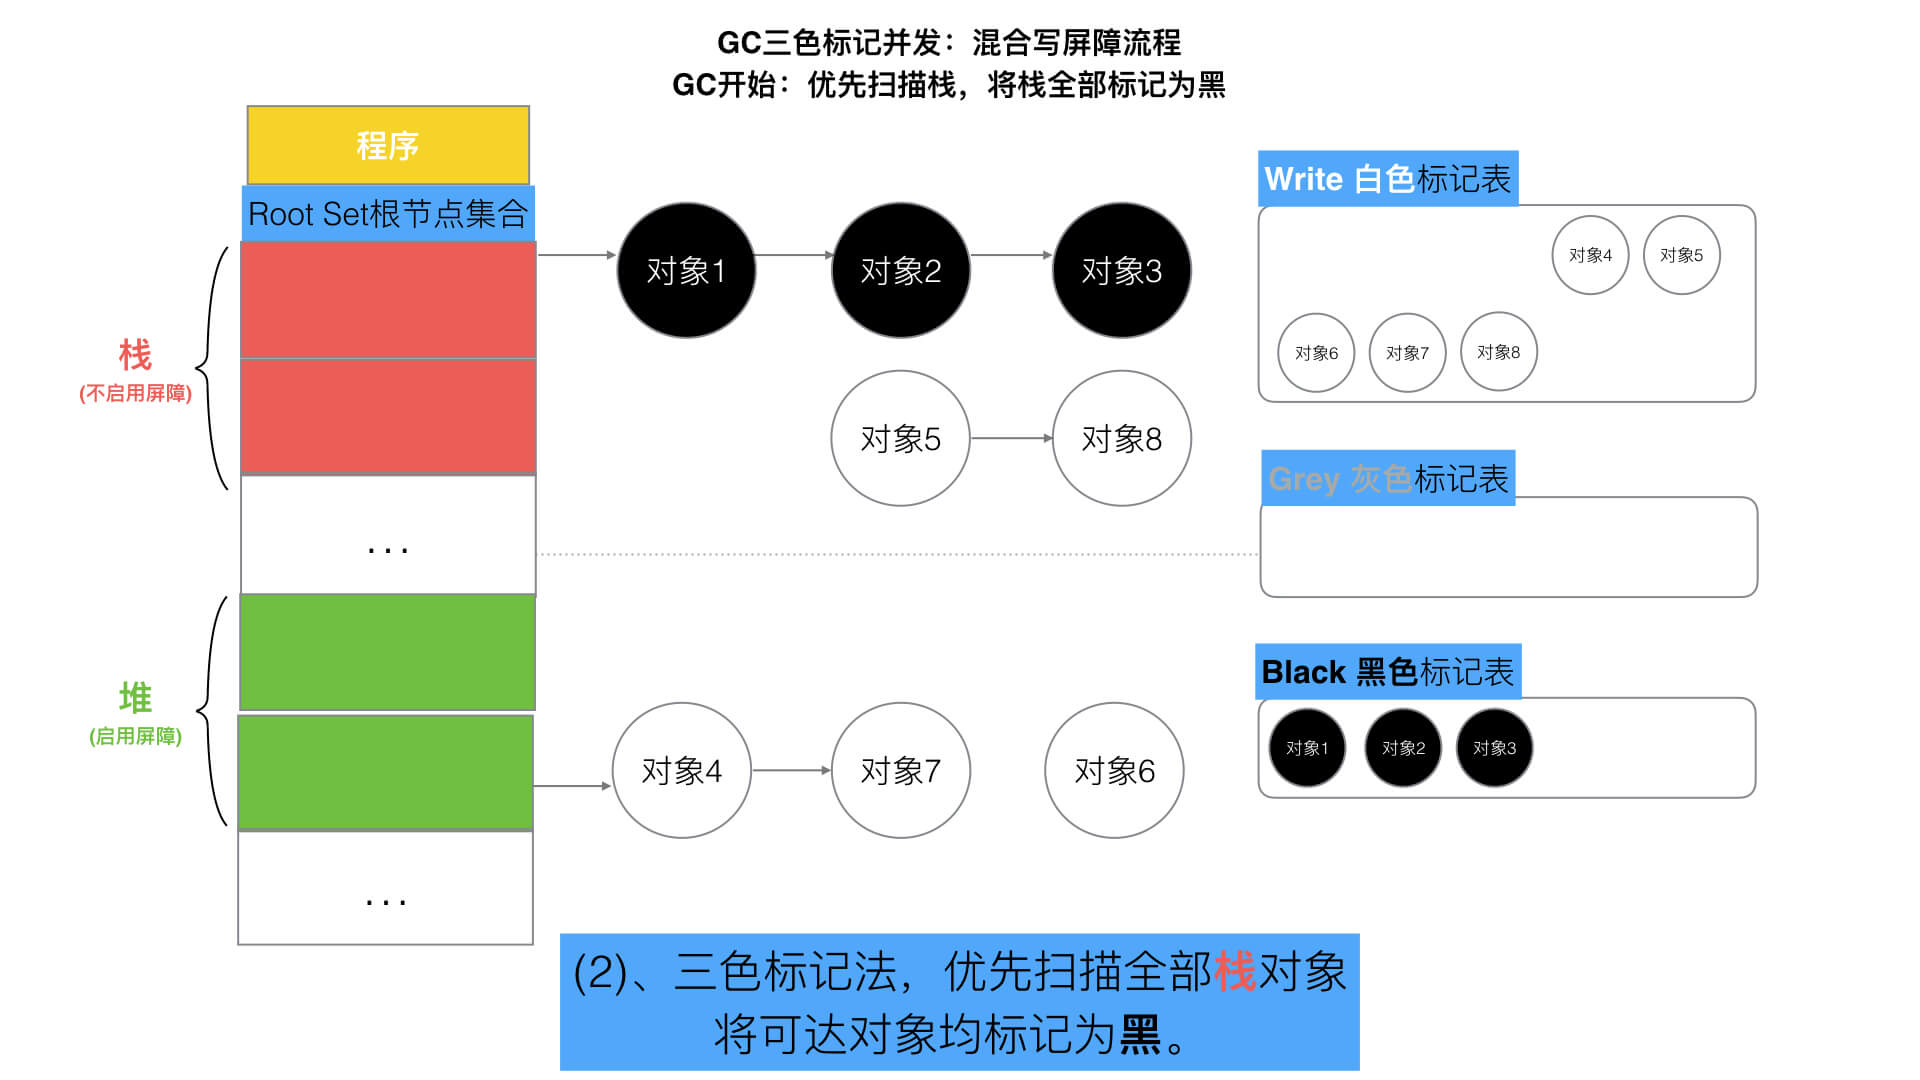 GC三色标记并发：混合写屏障流程
GC开始：优先扫描栈，将栈全部标记为黑
程序
Root Set根节点集合
栈
(不启用屏障)
...
堆
(启用屏障)
...
对象1
对象2
对象3
对象5
对象8
对象4
对象7
对象6
Write 白色标记表
对象4
对象5
对象6
对象7
对象8
Grey 灰色标记表
Black 黑色标记表
对象1
对象2
对象3
(2)、三色标记法，优先扫描全部栈对象
将可达对象均标记为黑。